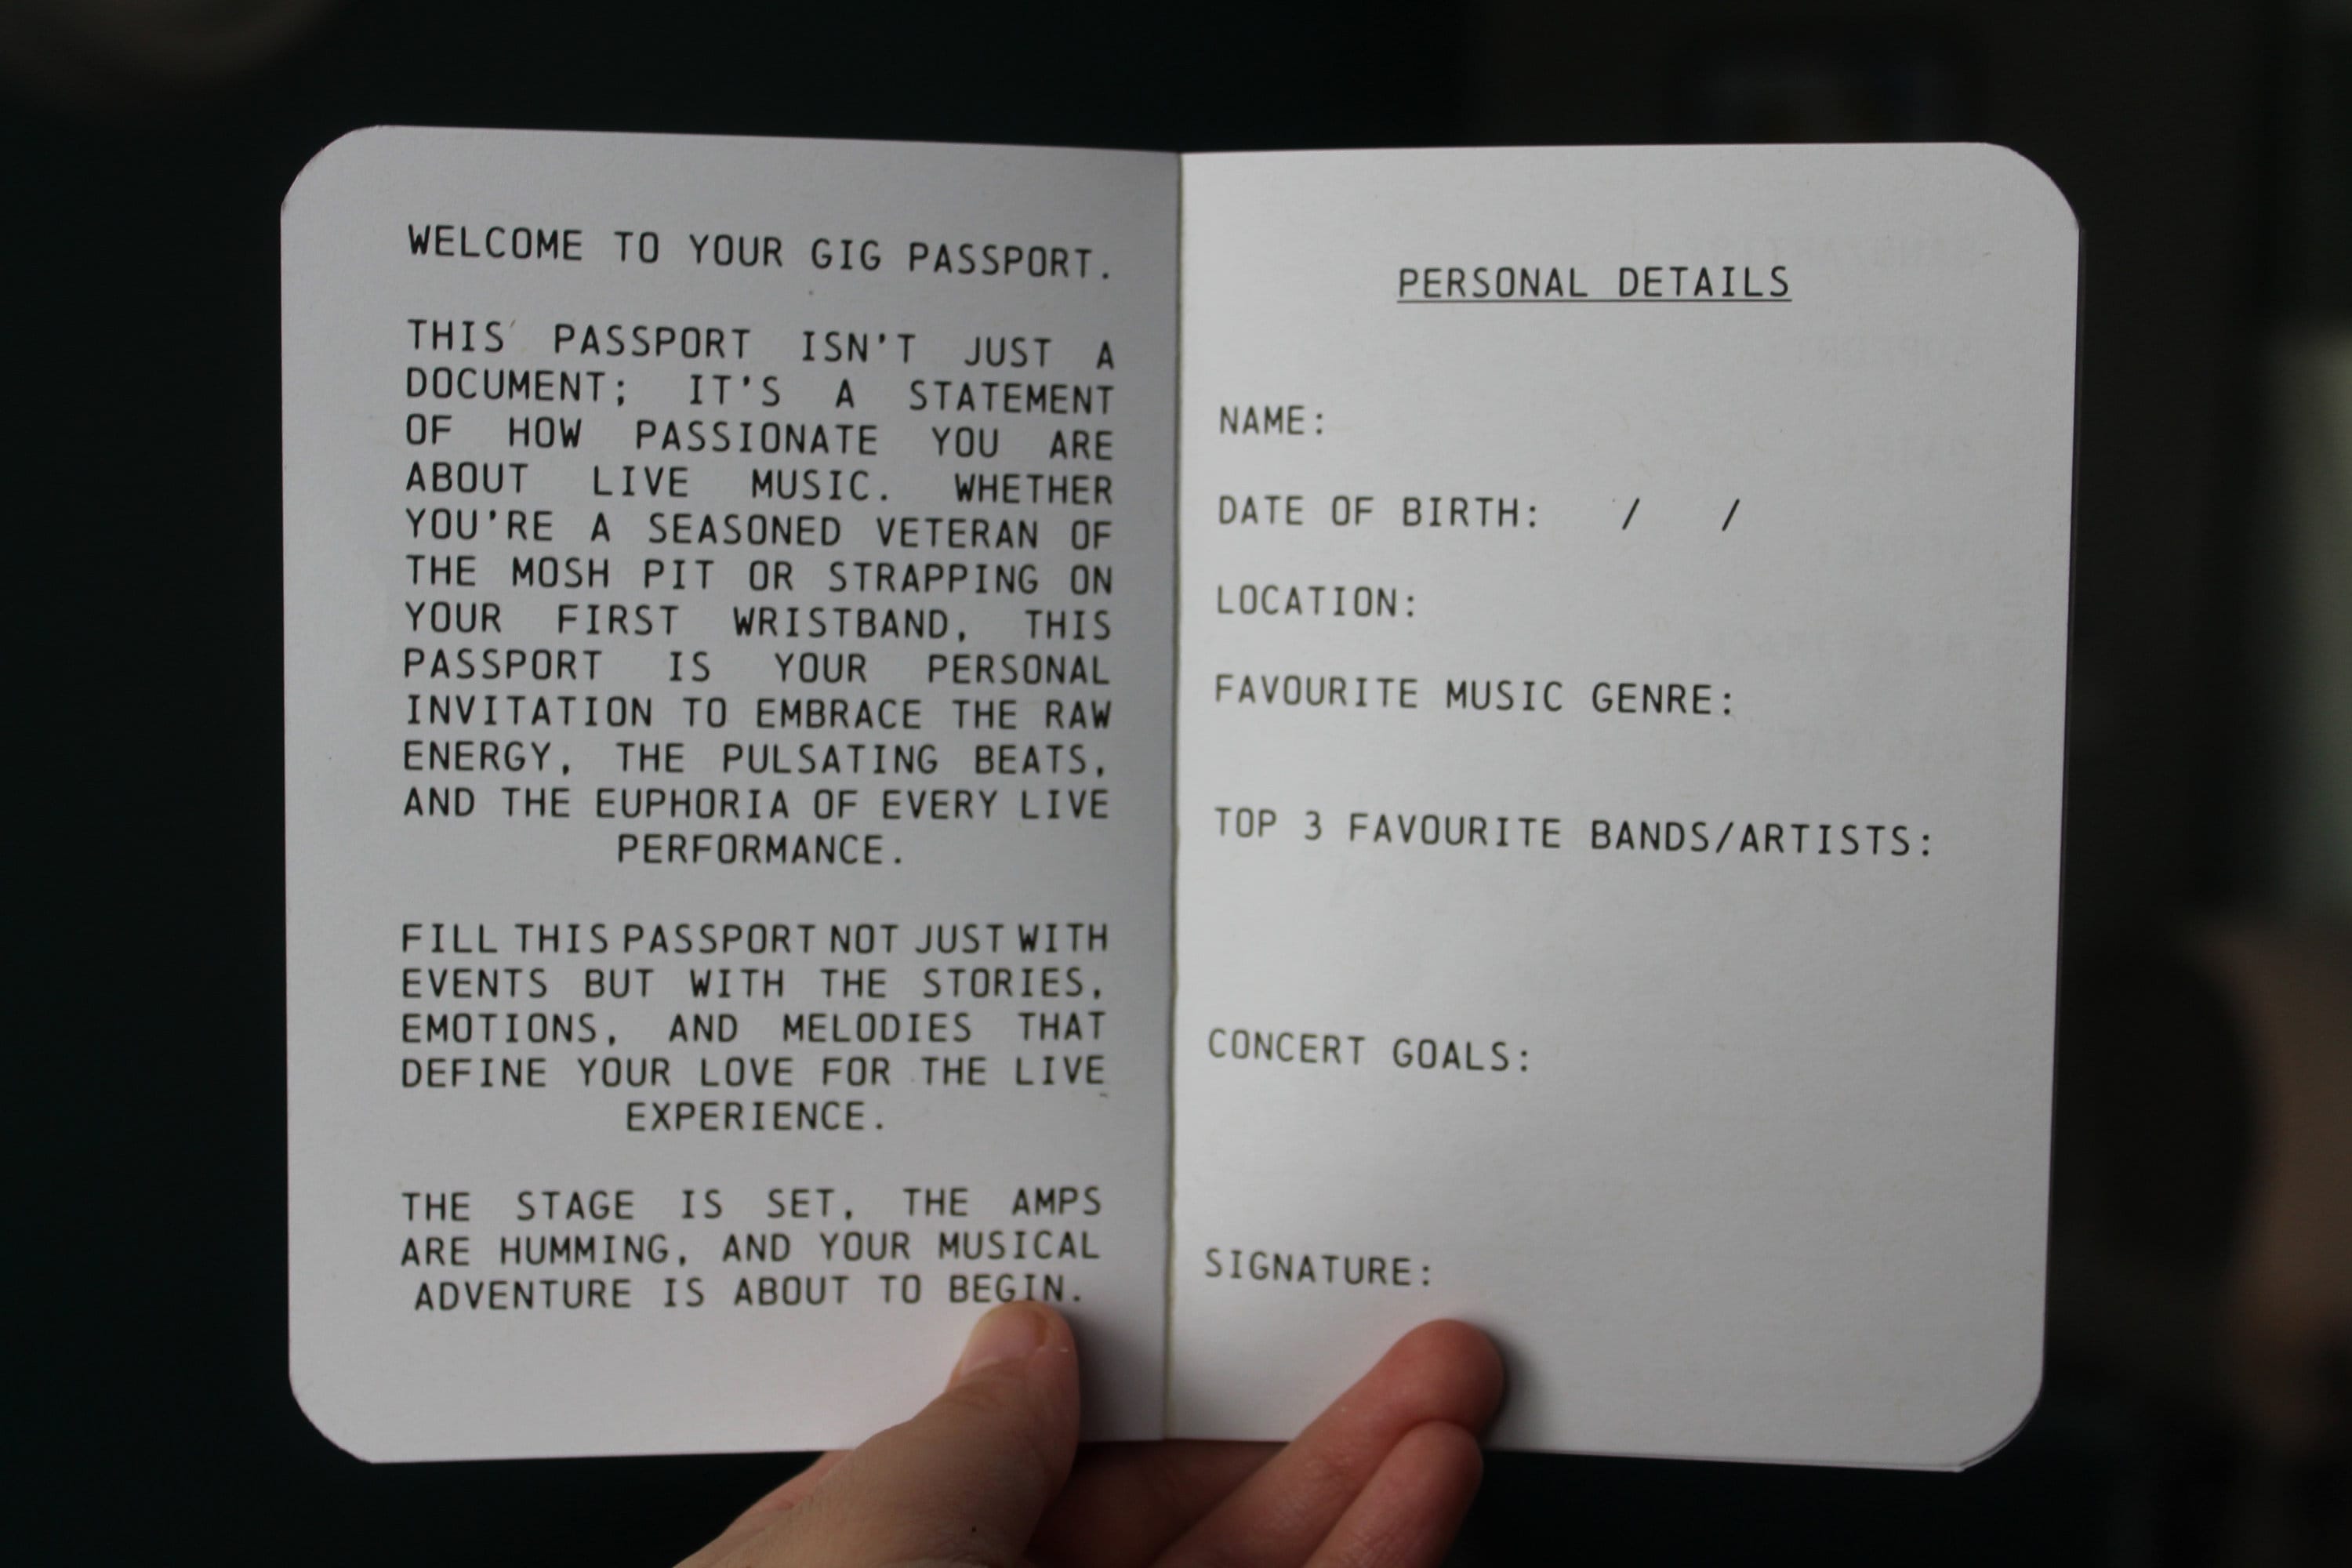 WELCOME TO YOUR GIG PASSPORT.
THIS PASSPORT ISN'T JUST A
DOCUMENT; IT'S A STATEMENT
OF HOW PASSIONATE YOU ARE
ABOUT LIVE MUSIC. WHETHER
YOU'RE A SEASONED VETERAN OF
THE MOSH PIT OR STRAPPING ON
YOUR FIRST WRISTBAND, THIS
PASSPORT IS YOUR PERSONAL
INVITATION TO EMBRACE THE RAW
ENERGY, THE PULSATING BEATS,
AND THE EUPHORIA OF EVERY LIVE
PERFORMANCE.
FILL THIS PASSPORT NOT JUST WITH
EVENTS BUT WITH THE STORIES,
EMOTIONS, AND MELODIES THAT
DEFINE YOUR LOVE FOR THE LIVE
EXPERIENCE.
THE STAGE IS SET, THE AMPS
ARE HUMMING, AND YOUR MUSICAL
ADVENTURE IS ABOUT TO BEGIN.
PERSONAL DETAILS
NAME:
DATE OF BIRTH: / /
LOCATION:
FAVOURITE MUSIC GENRE:
TOP 3 FAVOURITE BANDS/ARTISTS:
CONCERT GOALS:
SIGNATURE: